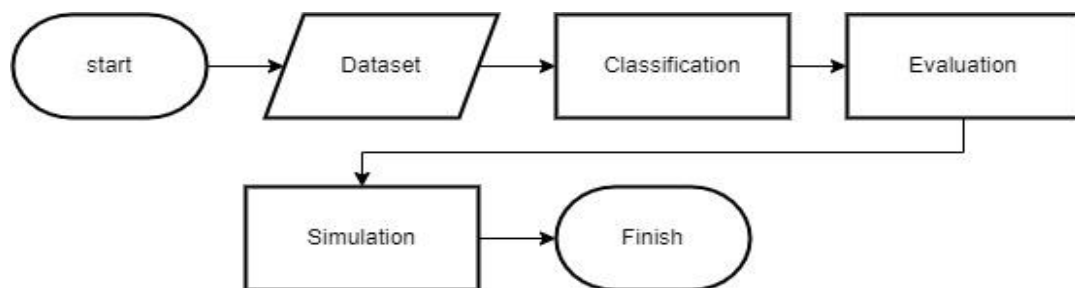 start
Dataset
Classification
Evaluation
Simulation
Finish